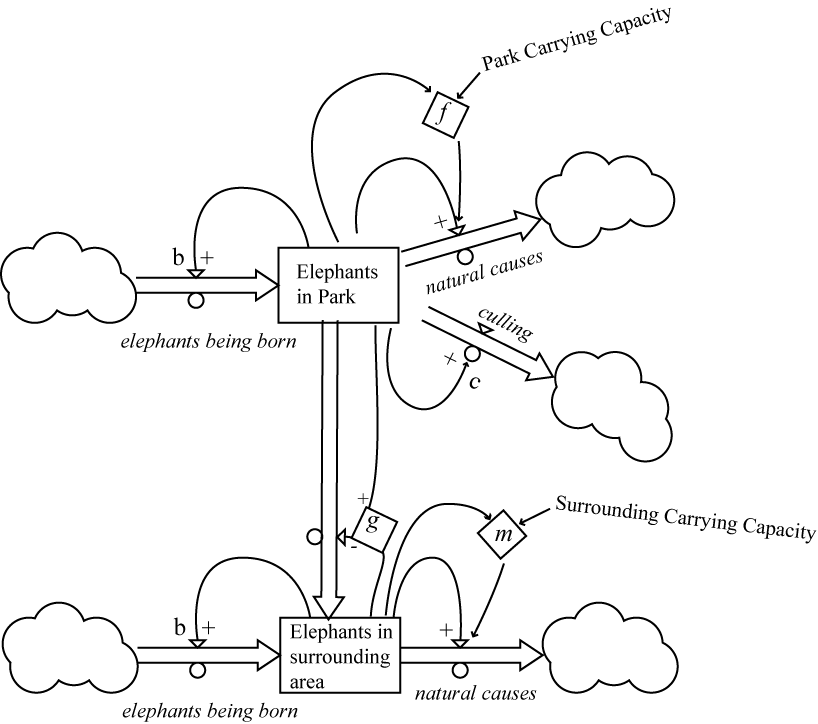 Park Carrying Capacity
f
+
b +
Elephants
in Park
natural causes
elephants being born
culling
+
c
+
g
-
Surrounding Carrying Capacity
m
b +
+
Elephants in
surrounding
area
natural causes
elephants being born